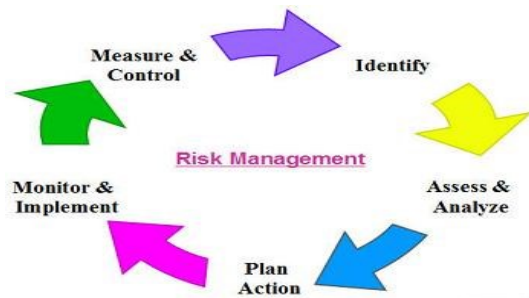 Measure &
Control
Identify
Risk Management
Monitor &
Implement
Assess &
Analyze
Plan
Action